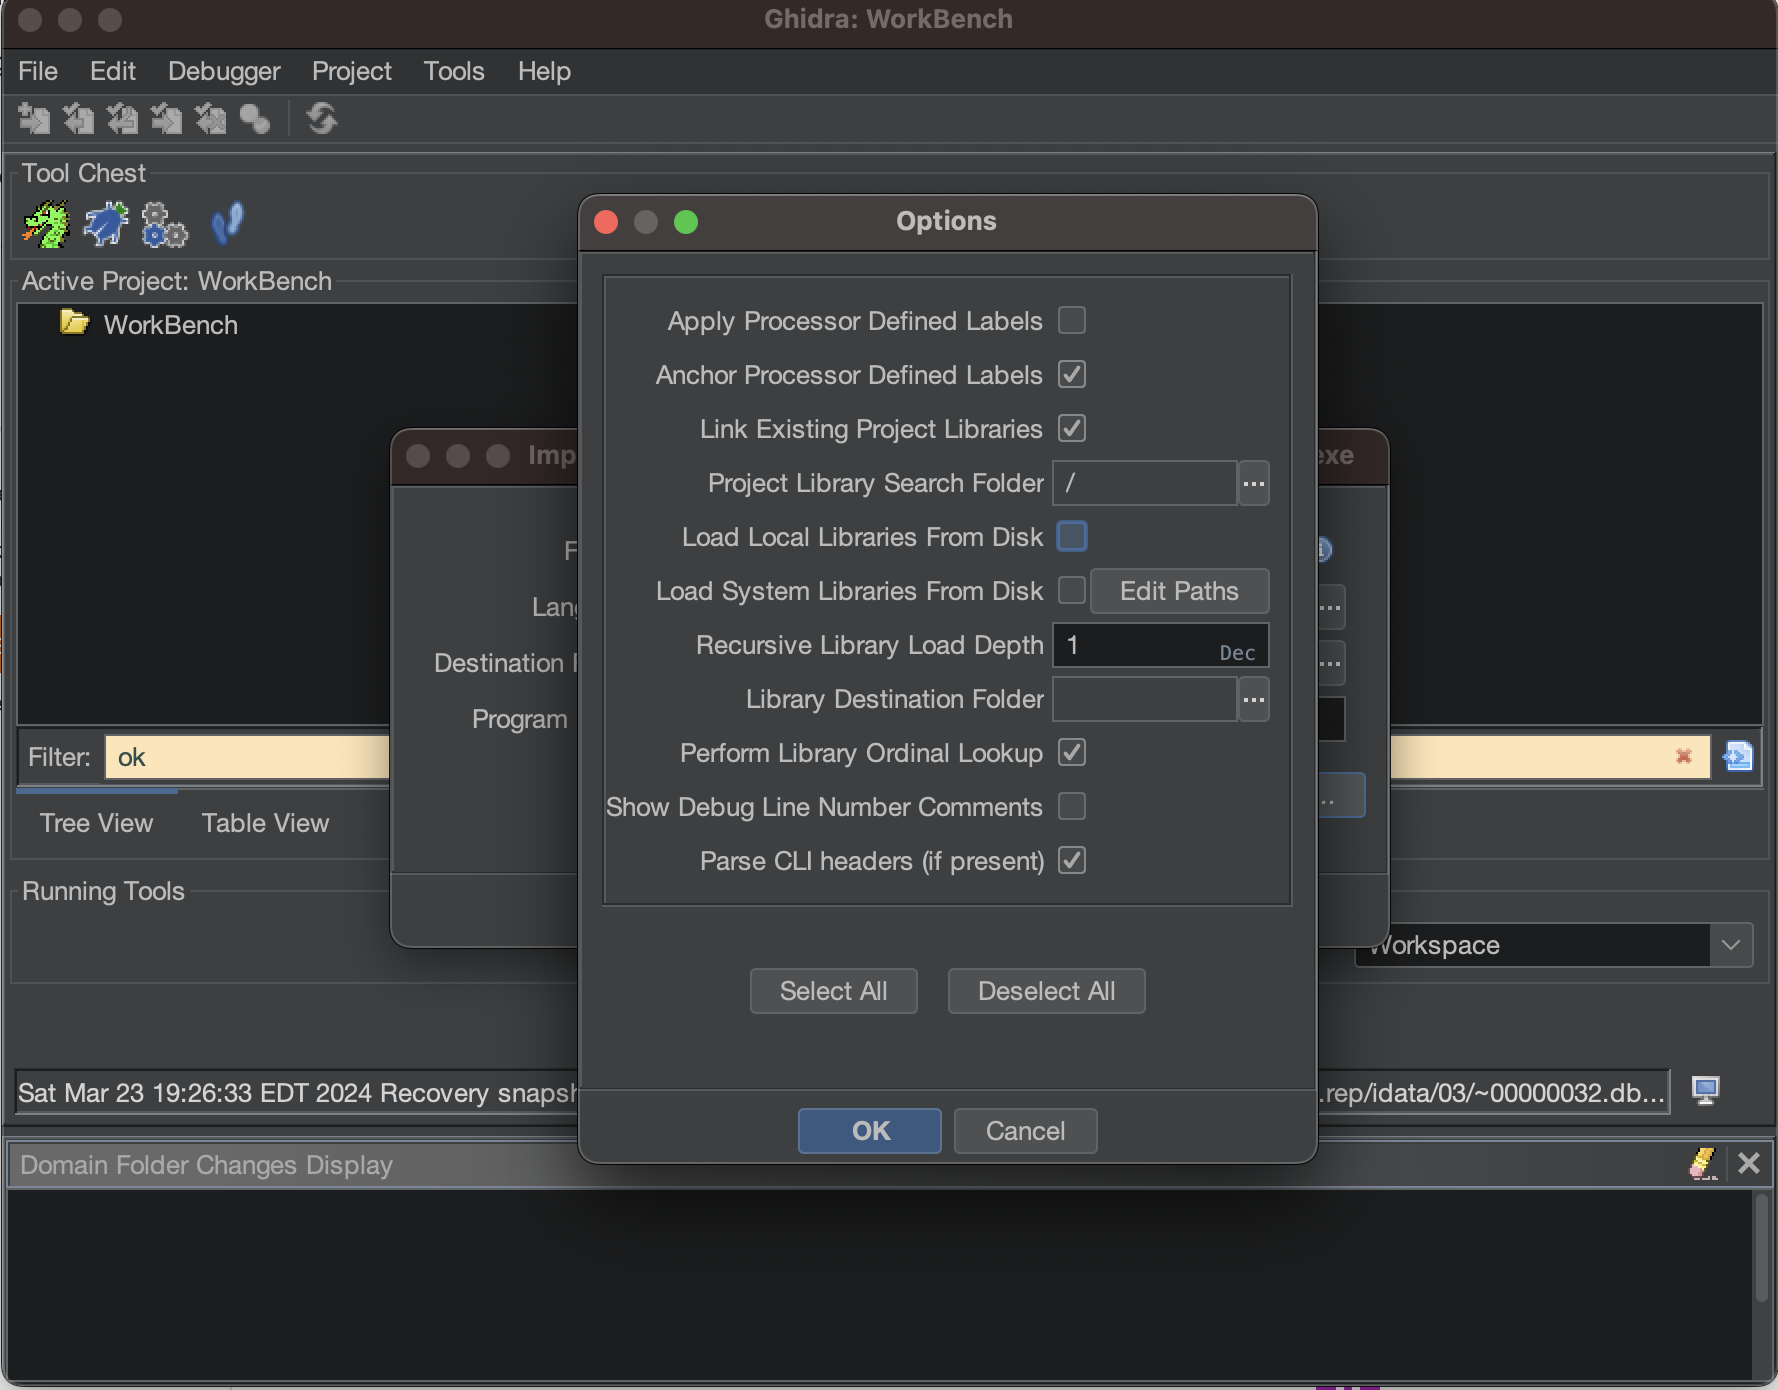 Ghidra: WorkBench
File Edit Debugger Project Tools Help
Tool Chest
Active Project: WorkBench
WorkBench
Options
Apply Processor Defined Labels
Anchor Processor Defined Labels
Link Existing Project Libraries
Project Library Search Folder /
Load Local Libraries From Disk
Load System Libraries From Disk Edit Paths
Recursive Library Load Depth 1 Dec
Library Destination Folder
Perform Library Ordinal Lookup
Show Debug Line Number Comments
Parse CLI headers (if present)
Select All Deselect All
OK Cancel
Imp
exe
F
Lang
Destination F
Program
Filter: ok
Tree View Table View
Running Tools
Workspace
Sat Mar 23 19:26:33 EDT 2024 Recovery snapsh
.rep/idata/03/~00000032.db...
Domain Folder Changes Display